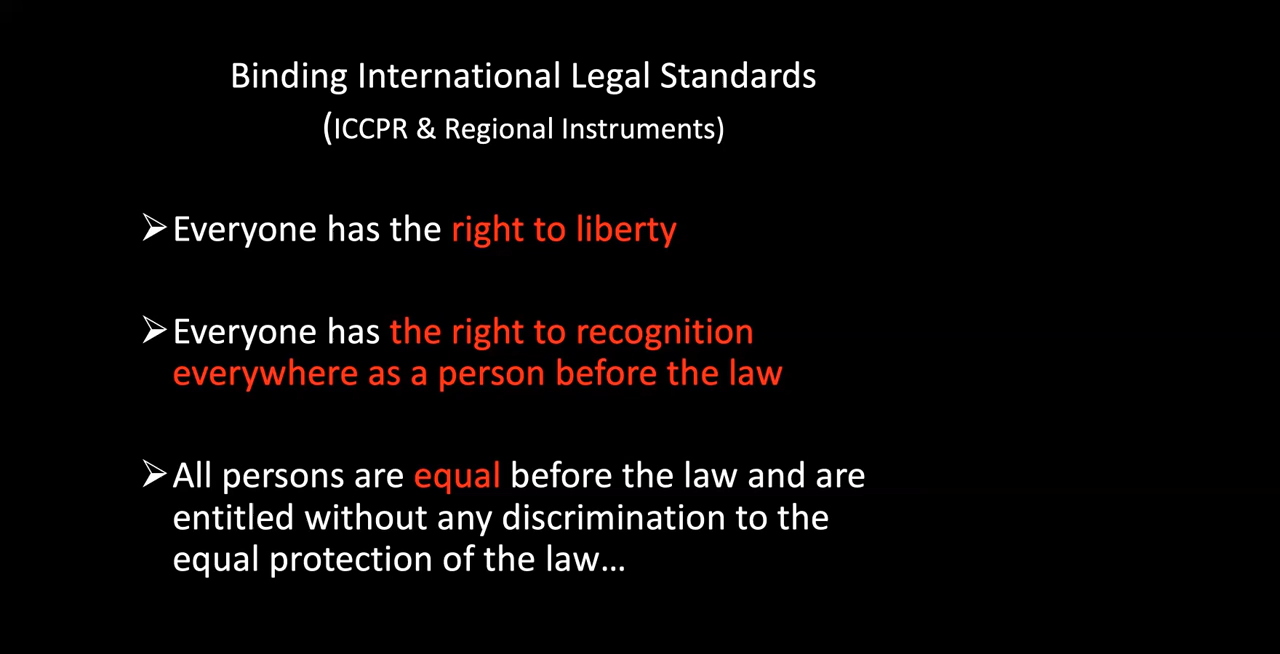 Binding International Legal Standards
(ICCPR & Regional Instruments)
➢Everyone has the right to liberty
➢Everyone has the right to recognition
everywhere as a person before the law
➢All persons are equal before the law and are
entitled without any discrimination to the
equal protection of the law…